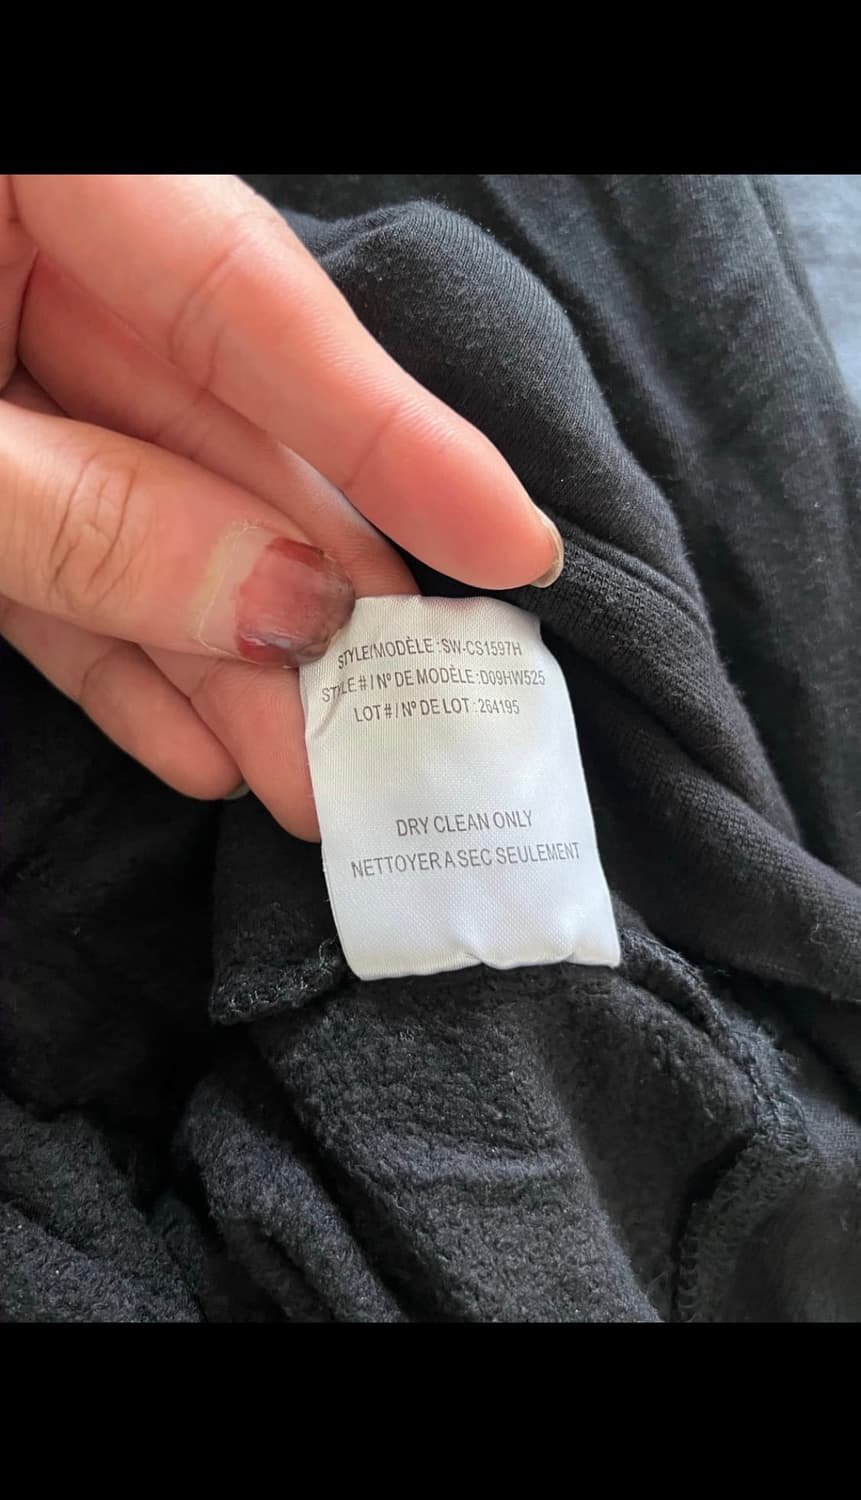 STYLE/MODÈLE :SW-CS1597H
STYLE # / Nº DE MODÈLE :D09HW525
LOT # / Nº DE LOT : 264195
DRY CLEAN ONLY
NETTOYER A SEC SEULEMENT